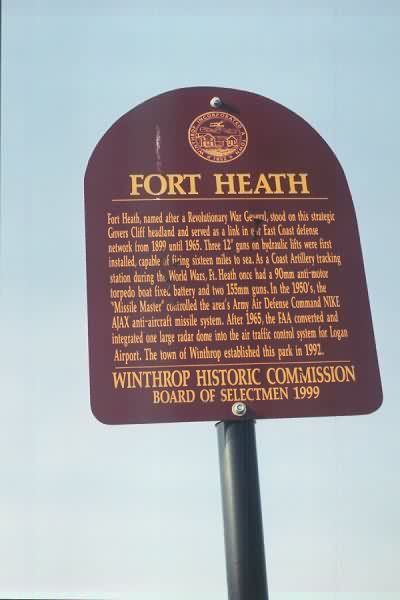 WINTHROP INCORPORATED A TOWN
1852
FORT HEATH
Fort Heath, named after a Revolutionary War General, stood on this strategic
Grovers Cliff headland and served as a link in our East Coast defense
network from 1899 until 1965. Three 12" guns on hydraulic lifts were first
installed, capable of firing sixteen miles to sea. As a Coast Artillery tracking
station during the World Wars, Ft. Heath once had a 90mm anti-motor
torpedo boat fixed battery and two 155mm guns. In the 1950's, the
"Missile Master" controlled the area's Army Air Defense Command NIKE
AJAX anti-aircraft missile system. After 1965, the FAA converted and
integrated one large radar dome into the air traffic control system for Logan
Airport. The town of Winthrop established this park in 1992.
WINTHROP HISTORIC COMMISSION
BOARD OF SELECTMEN 1999